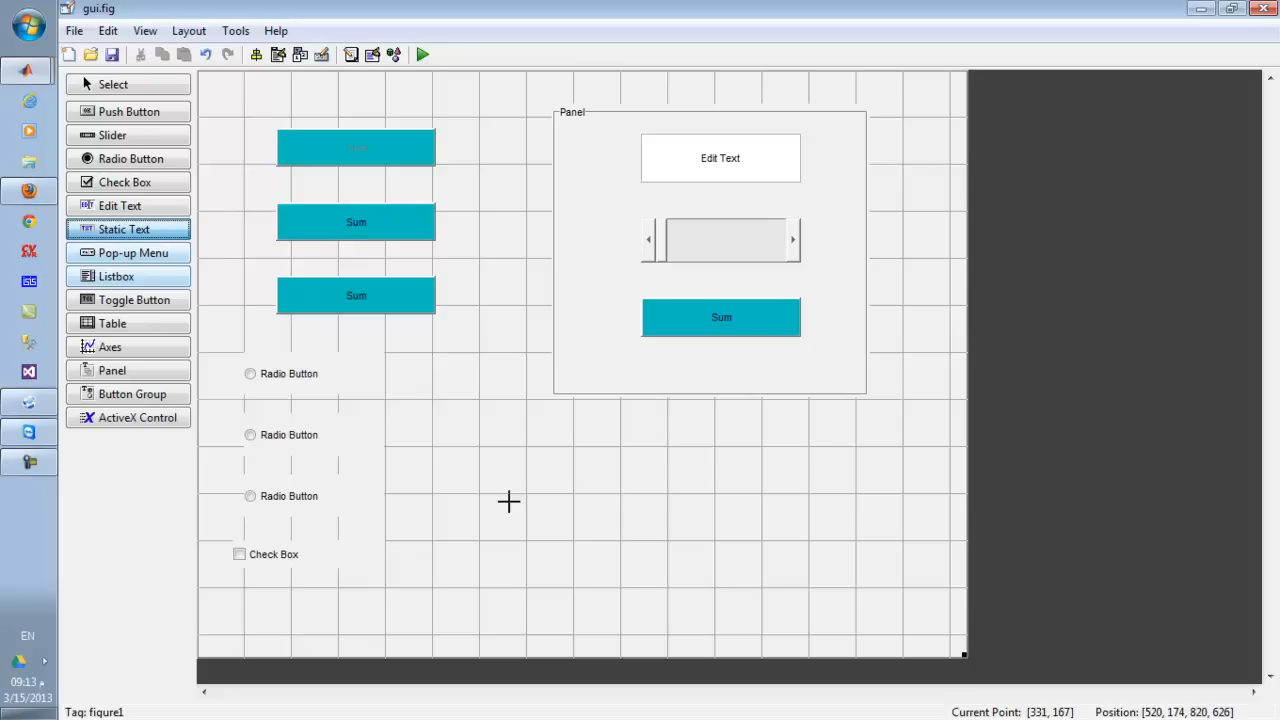 gui.fig
File Edit View Layout Tools Help
Select
Push Button
Slider
Radio Button
Check Box
Edit Text
Static Text
Pop-up Menu
Listbox
Toggle Button
Table
Axes
Panel
Button Group
ActiveX Control
Sum
Sum
Radio Button
Radio Button
Radio Button
Check Box
Panel
Edit Text
Sum
EN
09:13 م
3/15/2013
Tag: figure1
Current Point: [331, 167]
Position: [520, 174, 820, 626]